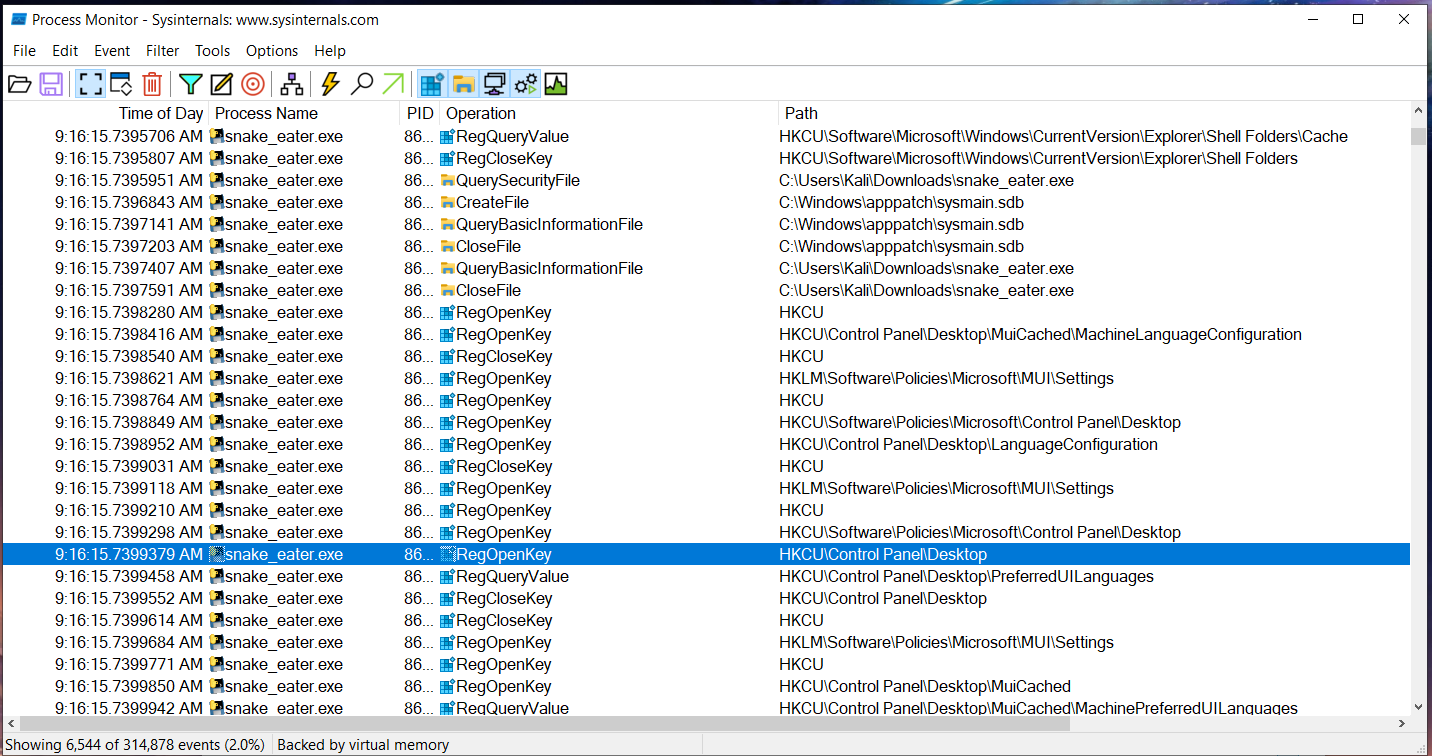 Process Monitor - Sysinternals: www.sysinternals.com
File Edit Event Filter Tools Options Help
Time of Day Process Name PID Operation Path
9:16:15.7395706 AM snake_eater.exe 86... RegQueryValue HKCU\Software\Microsoft\Windows\CurrentVersion\Explorer\Shell Folders\Cache
9:16:15.7395807 AM snake_eater.exe 86... RegCloseKey HKCU\Software\Microsoft\Windows\CurrentVersion\Explorer\Shell Folders
9:16:15.7395951 AM snake_eater.exe 86... QuerySecurityFile C:\Users\Kali\Downloads\snake_eater.exe
9:16:15.7396843 AM snake_eater.exe 86... CreateFile C:\Windows\apppatch\sysmain.sdb
9:16:15.7397141 AM snake_eater.exe 86... QueryBasicInformationFile C:\Windows\apppatch\sysmain.sdb
9:16:15.7397203 AM snake_eater.exe 86... CloseFile C:\Windows\apppatch\sysmain.sdb
9:16:15.7397407 AM snake_eater.exe 86... QueryBasicInformationFile C:\Users\Kali\Downloads\snake_eater.exe
9:16:15.7397591 AM snake_eater.exe 86... CloseFile C:\Users\Kali\Downloads\snake_eater.exe
9:16:15.7398280 AM snake_eater.exe 86... RegOpenKey HKCU
9:16:15.7398416 AM snake_eater.exe 86... RegOpenKey HKCU\Control Panel\Desktop\MuiCached\MachineLanguageConfiguration
9:16:15.7398540 AM snake_eater.exe 86... RegCloseKey HKCU
9:16:15.7398621 AM snake_eater.exe 86... RegOpenKey HKLM\Software\Policies\Microsoft\MUI\Settings
9:16:15.7398764 AM snake_eater.exe 86... RegOpenKey HKCU
9:16:15.7398849 AM snake_eater.exe 86... RegOpenKey HKCU\Software\Policies\Microsoft\Control Panel\Desktop
9:16:15.7398952 AM snake_eater.exe 86... RegOpenKey HKCU\Control Panel\Desktop\LanguageConfiguration
9:16:15.7399031 AM snake_eater.exe 86... RegCloseKey HKCU
9:16:15.7399118 AM snake_eater.exe 86... RegOpenKey HKLM\Software\Policies\Microsoft\MUI\Settings
9:16:15.7399210 AM snake_eater.exe 86... RegOpenKey HKCU
9:16:15.7399298 AM snake_eater.exe 86... RegOpenKey HKCU\Software\Policies\Microsoft\Control Panel\Desktop
9:16:15.7399379 AM snake_eater.exe 86... RegOpenKey HKCU\Control Panel\Desktop
9:16:15.7399458 AM snake_eater.exe 86... RegQueryValue HKCU\Control Panel\Desktop\PreferredUILanguages
9:16:15.7399552 AM snake_eater.exe 86... RegCloseKey HKCU\Control Panel\Desktop
9:16:15.7399614 AM snake_eater.exe 86... RegCloseKey HKCU
9:16:15.7399684 AM snake_eater.exe 86... RegOpenKey HKLM\Software\Policies\Microsoft\MUI\Settings
9:16:15.7399771 AM snake_eater.exe 86... RegOpenKey HKCU
9:16:15.7399850 AM snake_eater.exe 86... RegOpenKey HKCU\Control Panel\Desktop\MuiCached
9:16:15.7399942 AM snake_eater.exe 86... RegQueryValue HKCU\Control Panel\Desktop\MuiCached\MachinePreferredUILanguages
Showing 6,544 of 314,878 events (2.0%) Backed by virtual memory